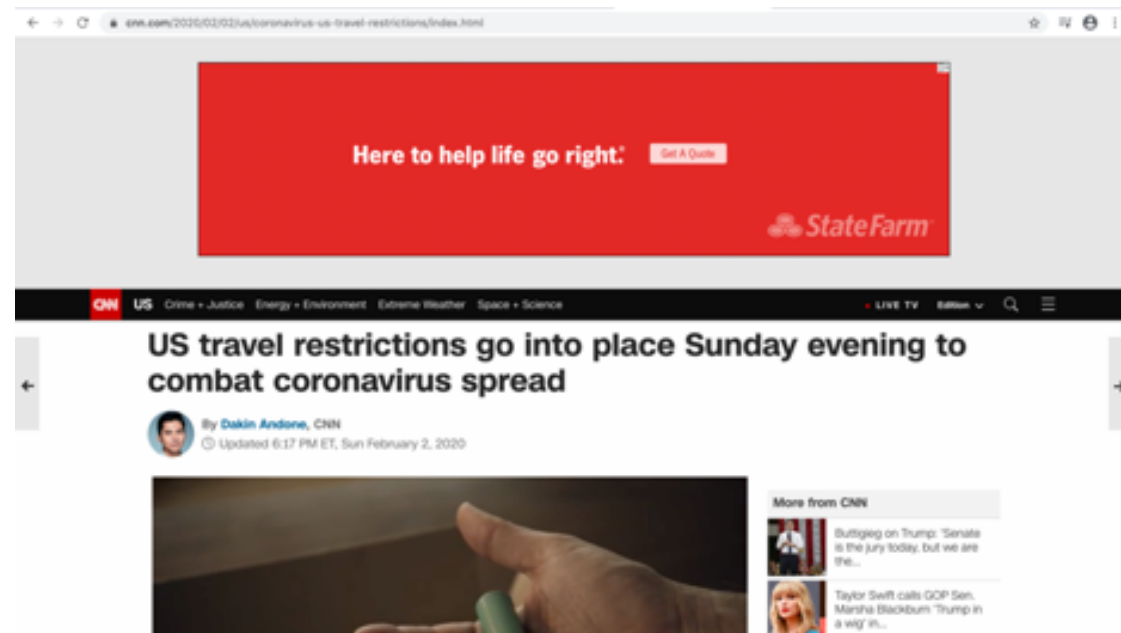 cnn.com/2020/02/02/us/coronavirus-us-travel-restrictions/index.html
Here to help life go right.® Get A Quote
StateFarm
CNN US Crime + Justice Energy + Environment Extreme Weather Space + Science LIVE TV Edition
US travel restrictions go into place Sunday evening to
combat coronavirus spread
By Dakin Andone, CNN
Updated 6:17 PM ET, Sun February 2, 2020
More from CNN
Buttigieg on Trump: 'Senate
is the jury today, but we are
the...
Taylor Swift calls GOP Sen.
Marsha Blackburn 'Trump in
a wig' in...